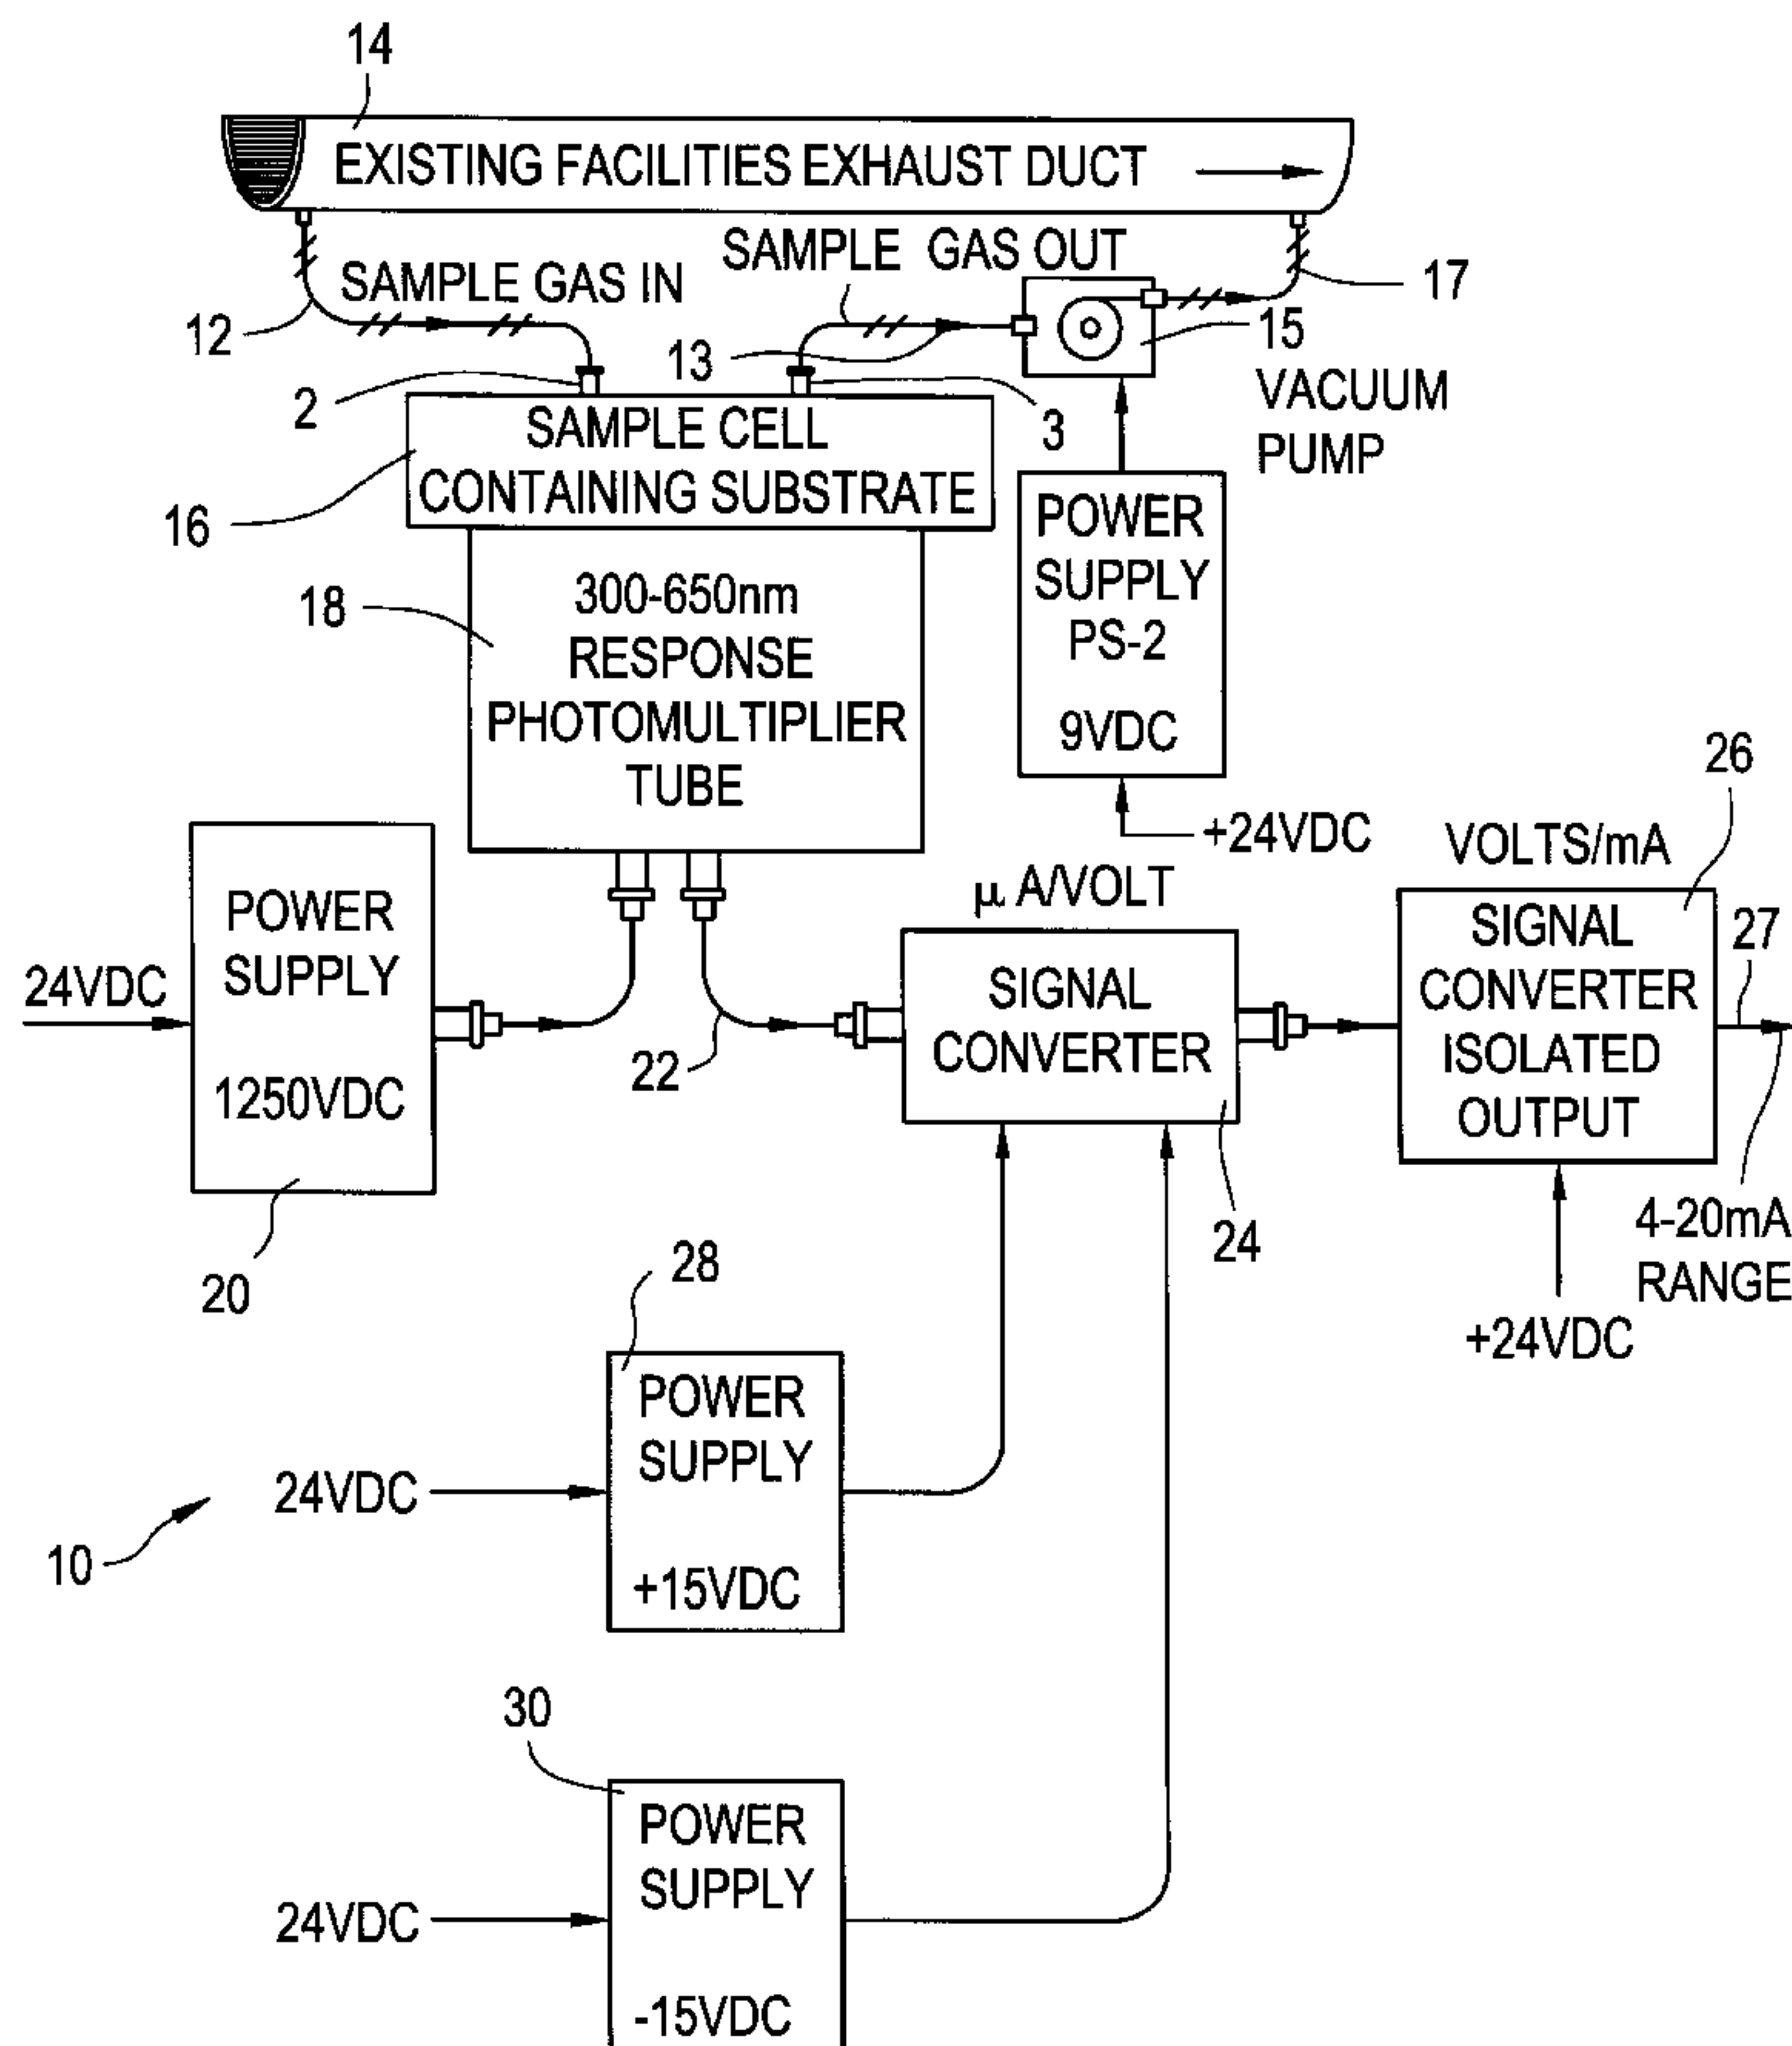 14
EXISTING FACILITIES EXHAUST DUCT
SAMPLE GAS OUT
SAMPLE GAS IN
17
12
13
15
2
3
VACUUM
PUMP
SAMPLE CELL
CONTAINING SUBSTRATE
16
POWER
SUPPLY
PS-2
9VDC
18
300-650nm
RESPONSE
PHOTOMULTIPLIER
TUBE
+24VDC
26
VOLTS/mA
μ A/VOLT
POWER
SUPPLY
1250VDC
24VDC
20
22
SIGNAL
CONVERTER
24
SIGNAL
CONVERTER
ISOLATED
OUTPUT
27
4-20mA
RANGE
+24VDC
28
POWER
SUPPLY
+15VDC
24VDC
10
30
POWER
SUPPLY
-15VDC
24VDC